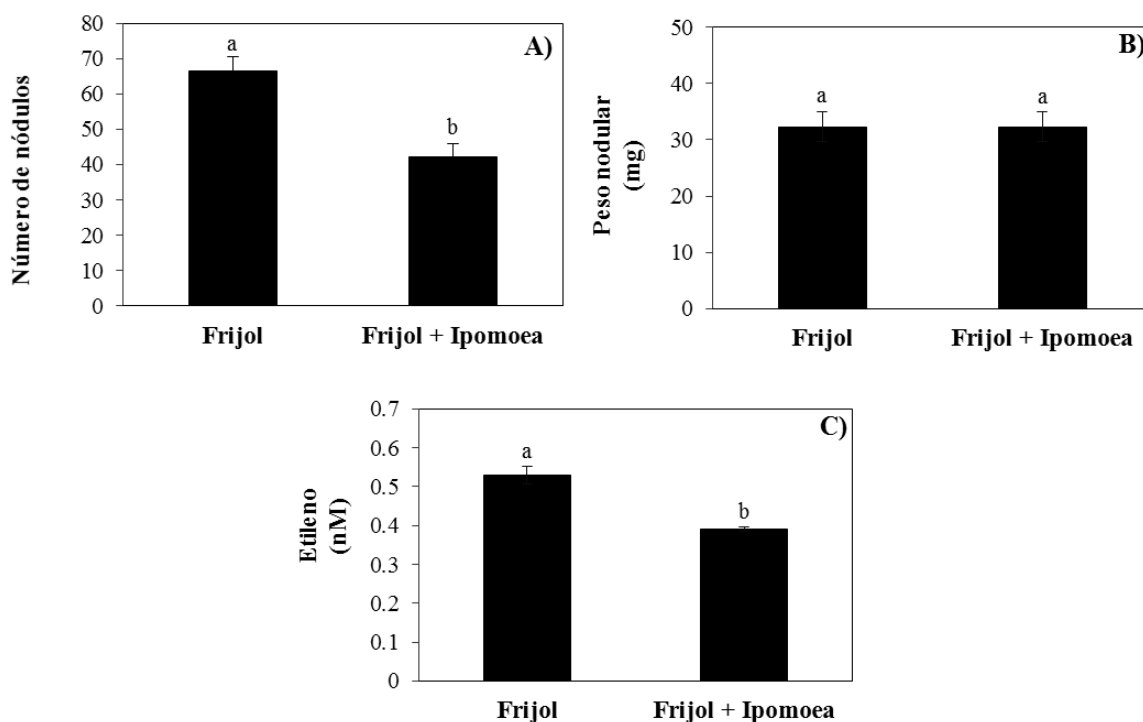 A)
Número de nódulos
80
70
60
50
40
30
20
10
0
a
b
Frijol
Frijol + Ipomoea
B)
Peso nodular
(mg)
50
40
30
20
10
0
a
a
Frijol
Frijol + Ipomoea
C)
Etileno
(nM)
0.7
0.6
0.5
0.4
0.3
0.2
0.1
0
a
b
Frijol
Frijol + Ipomoea